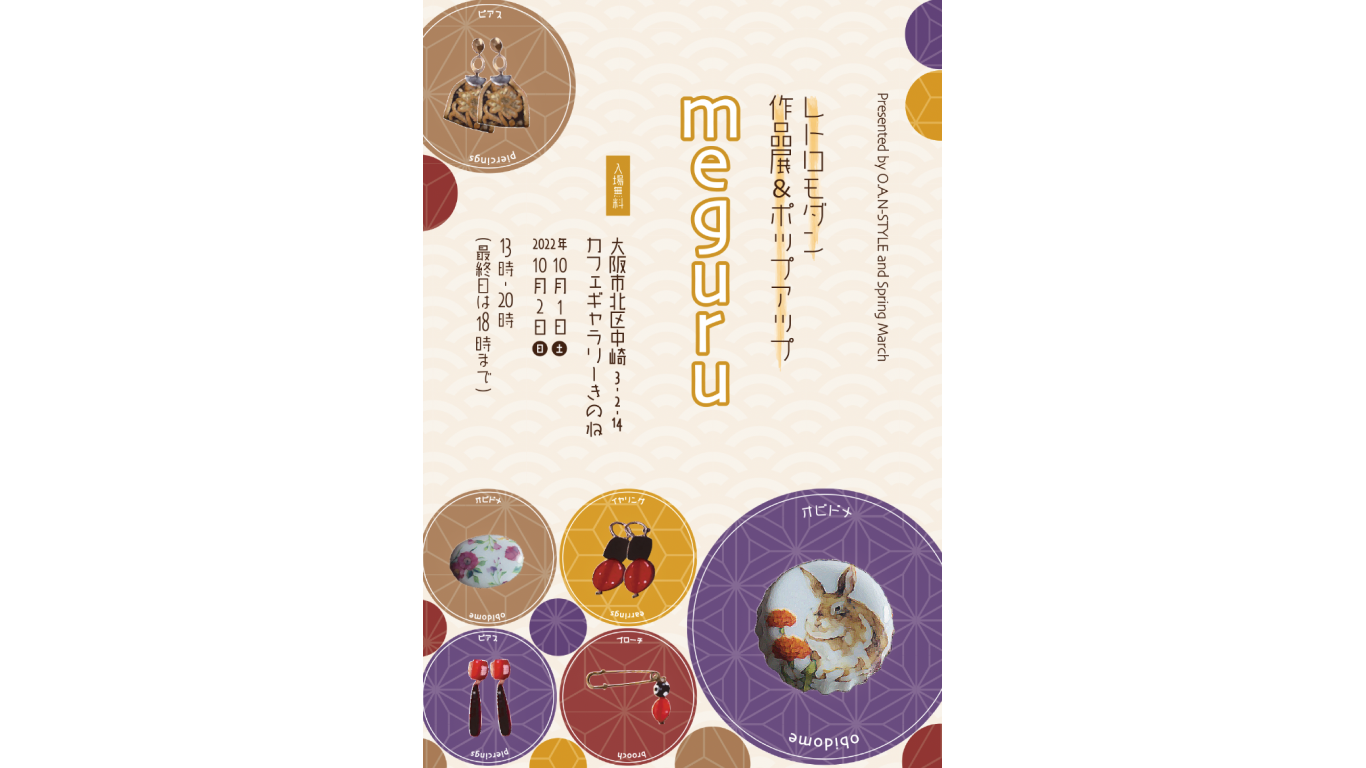 Presented by O.A.N-STYLE and Spring March
レトロモダン
作品展&ポップアップ
meguru
入場無料
大阪市北区中崎3-2-14
カフェギャラリーきのね
2022年
10月1日土
10月2日日
13時-20時
(最終日は18時まで)
ピアス
piercings
オビドメ
obidome
イヤリング
earrings
オビドメ
obidome
ピアス
piercings
ブローチ
brooch